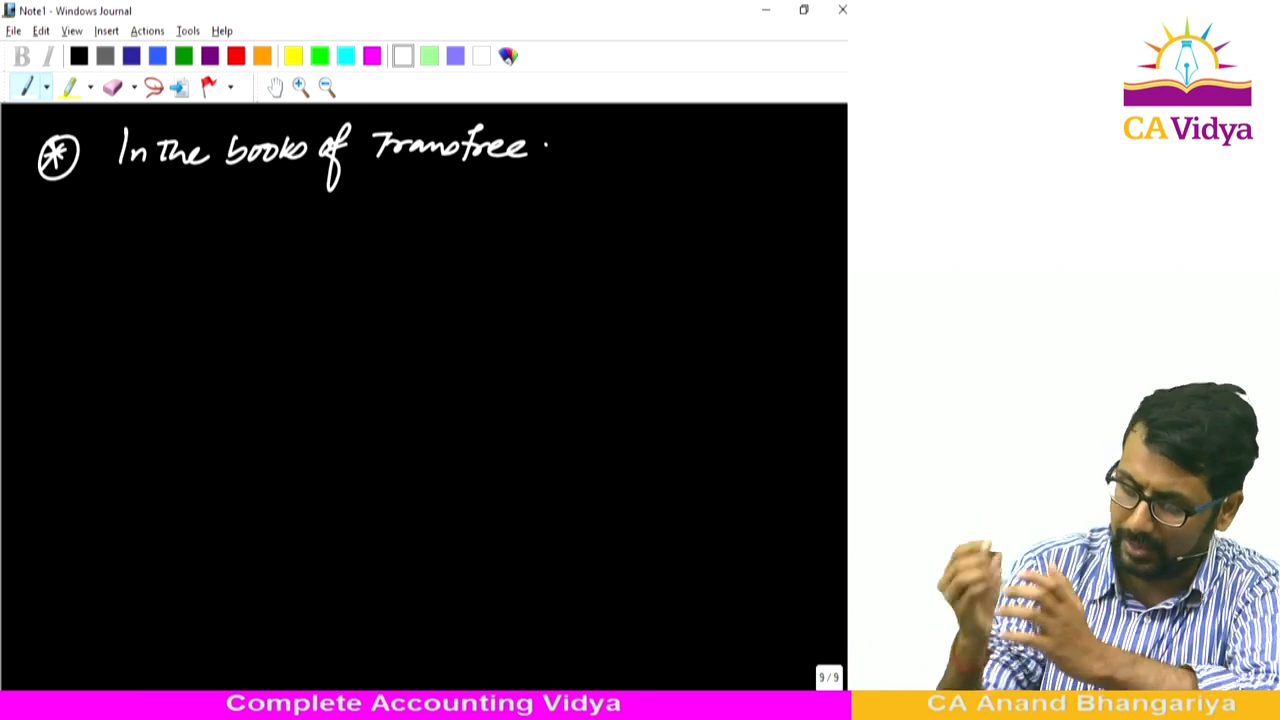 Note1 - Windows Journal
File Edit View Insert Actions Tools Help
B I
In the books of Transfree.
9 / 9
CA Vidya
Complete Accounting Vidya
CA Anand Bhangariya